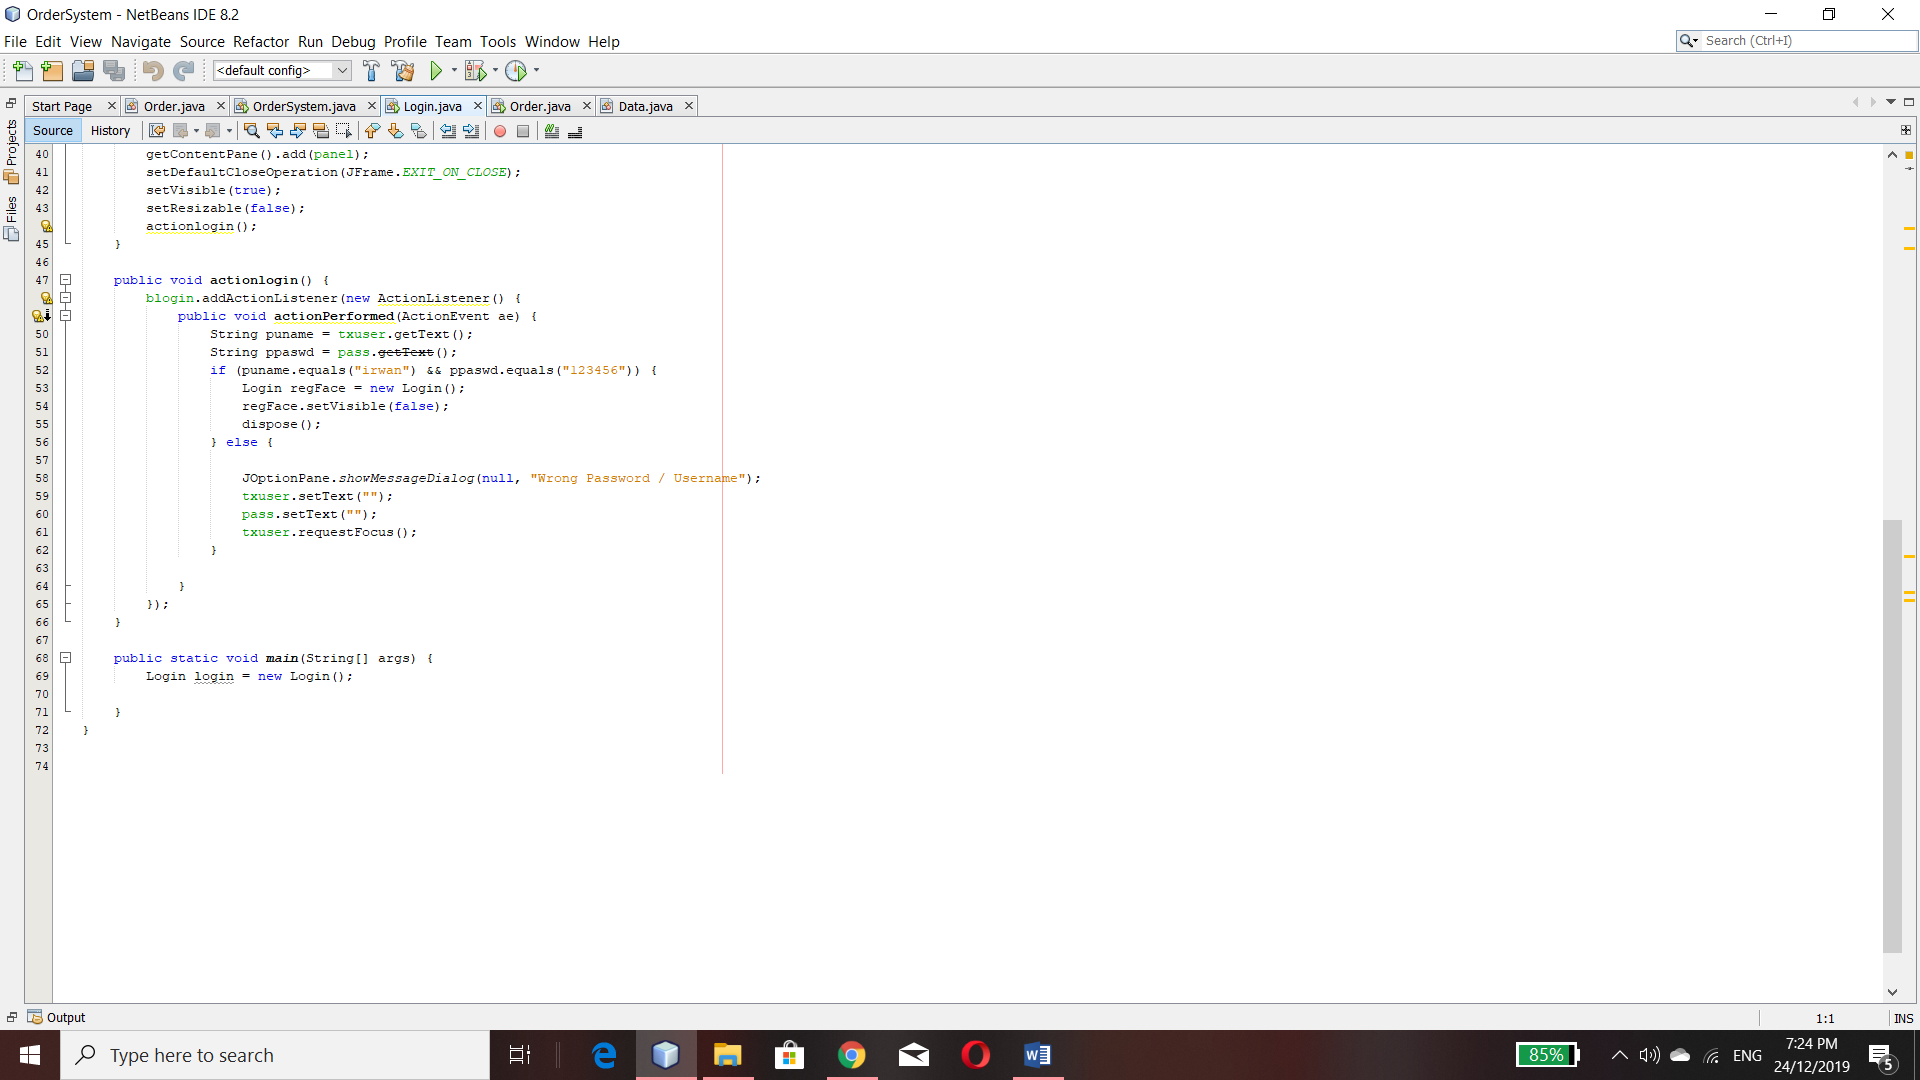 OrderSystem - NetBeans IDE 8.2
File Edit View Navigate Source Refactor Run Debug Profile Team Tools Window Help
Search (Ctrl+I)
<default config>
Start Page Order.java OrderSystem.java Login.java Order.java Data.java
Source History
Projects
Files
40 getContentPane().add(panel);
41 setDefaultCloseOperation(JFrame.EXIT_ON_CLOSE);
42 setVisible(true);
43 setResizable(false);
actionlogin();
45 }
46
47 public void actionlogin() {
blogin.addActionListener(new ActionListener() {
public void actionPerformed(ActionEvent ae) {
50 String puname = txuser.getText();
51 String ppaswd = pass.getText();
52 if (puname.equals("irwan") && ppaswd.equals("123456")) {
53 Login regFace = new Login();
54 regFace.setVisible(false);
55 dispose();
56 } else {
57
58 JOptionPane.showMessageDialog(null, "Wrong Password / Username");
59 txuser.setText("");
60 pass.setText("");
61 txuser.requestFocus();
62 }
63
64 }
65 });
66 }
67
68 public static void main(String[] args) {
69 Login login = new Login();
70
71 }
72 }
73
74
Output
1:1 INS
Type here to search
85%
ENG
7:24 PM
24/12/2019
5